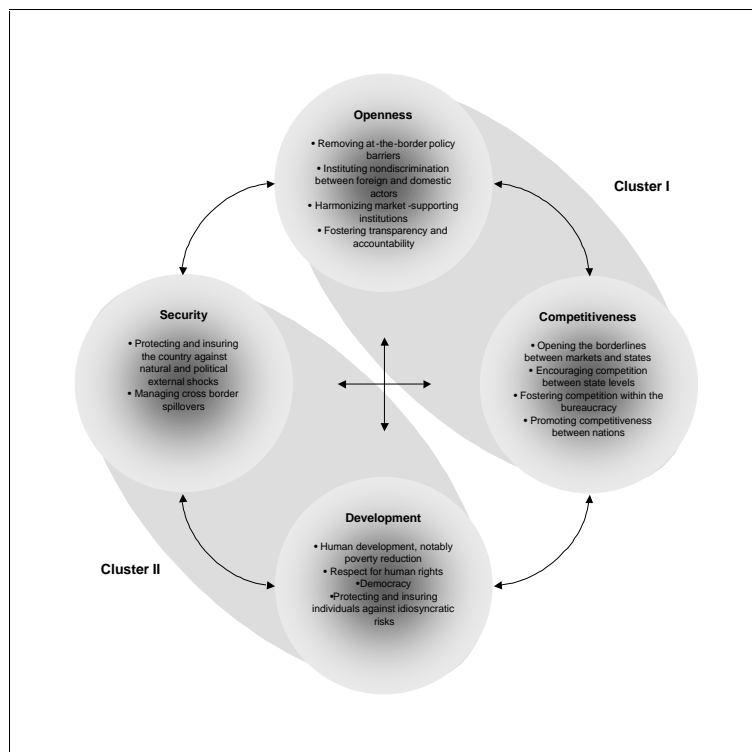 Openness
• Removing at-the-border policy
barriers
• Instituting nondiscrimination
between foreign and domestic
actors
• Harmonizing market-supporting
institutions
• Fostering transparency and
accountability
Cluster I
Security
• Protecting and insuring
the country against
natural and political
external shocks
• Managing cross border
spillovers
Competitiveness
• Opening the borderlines
between markets and states
• Encouraging competition
between state levels
• Fostering competition within the
bureaucracy
• Promoting competitiveness
between nations
Development
• Human development, notably
poverty reduction
• Respect for human rights
•Democracy
•Protecting and insuring
individuals against idiosyncratic
risks
Cluster II